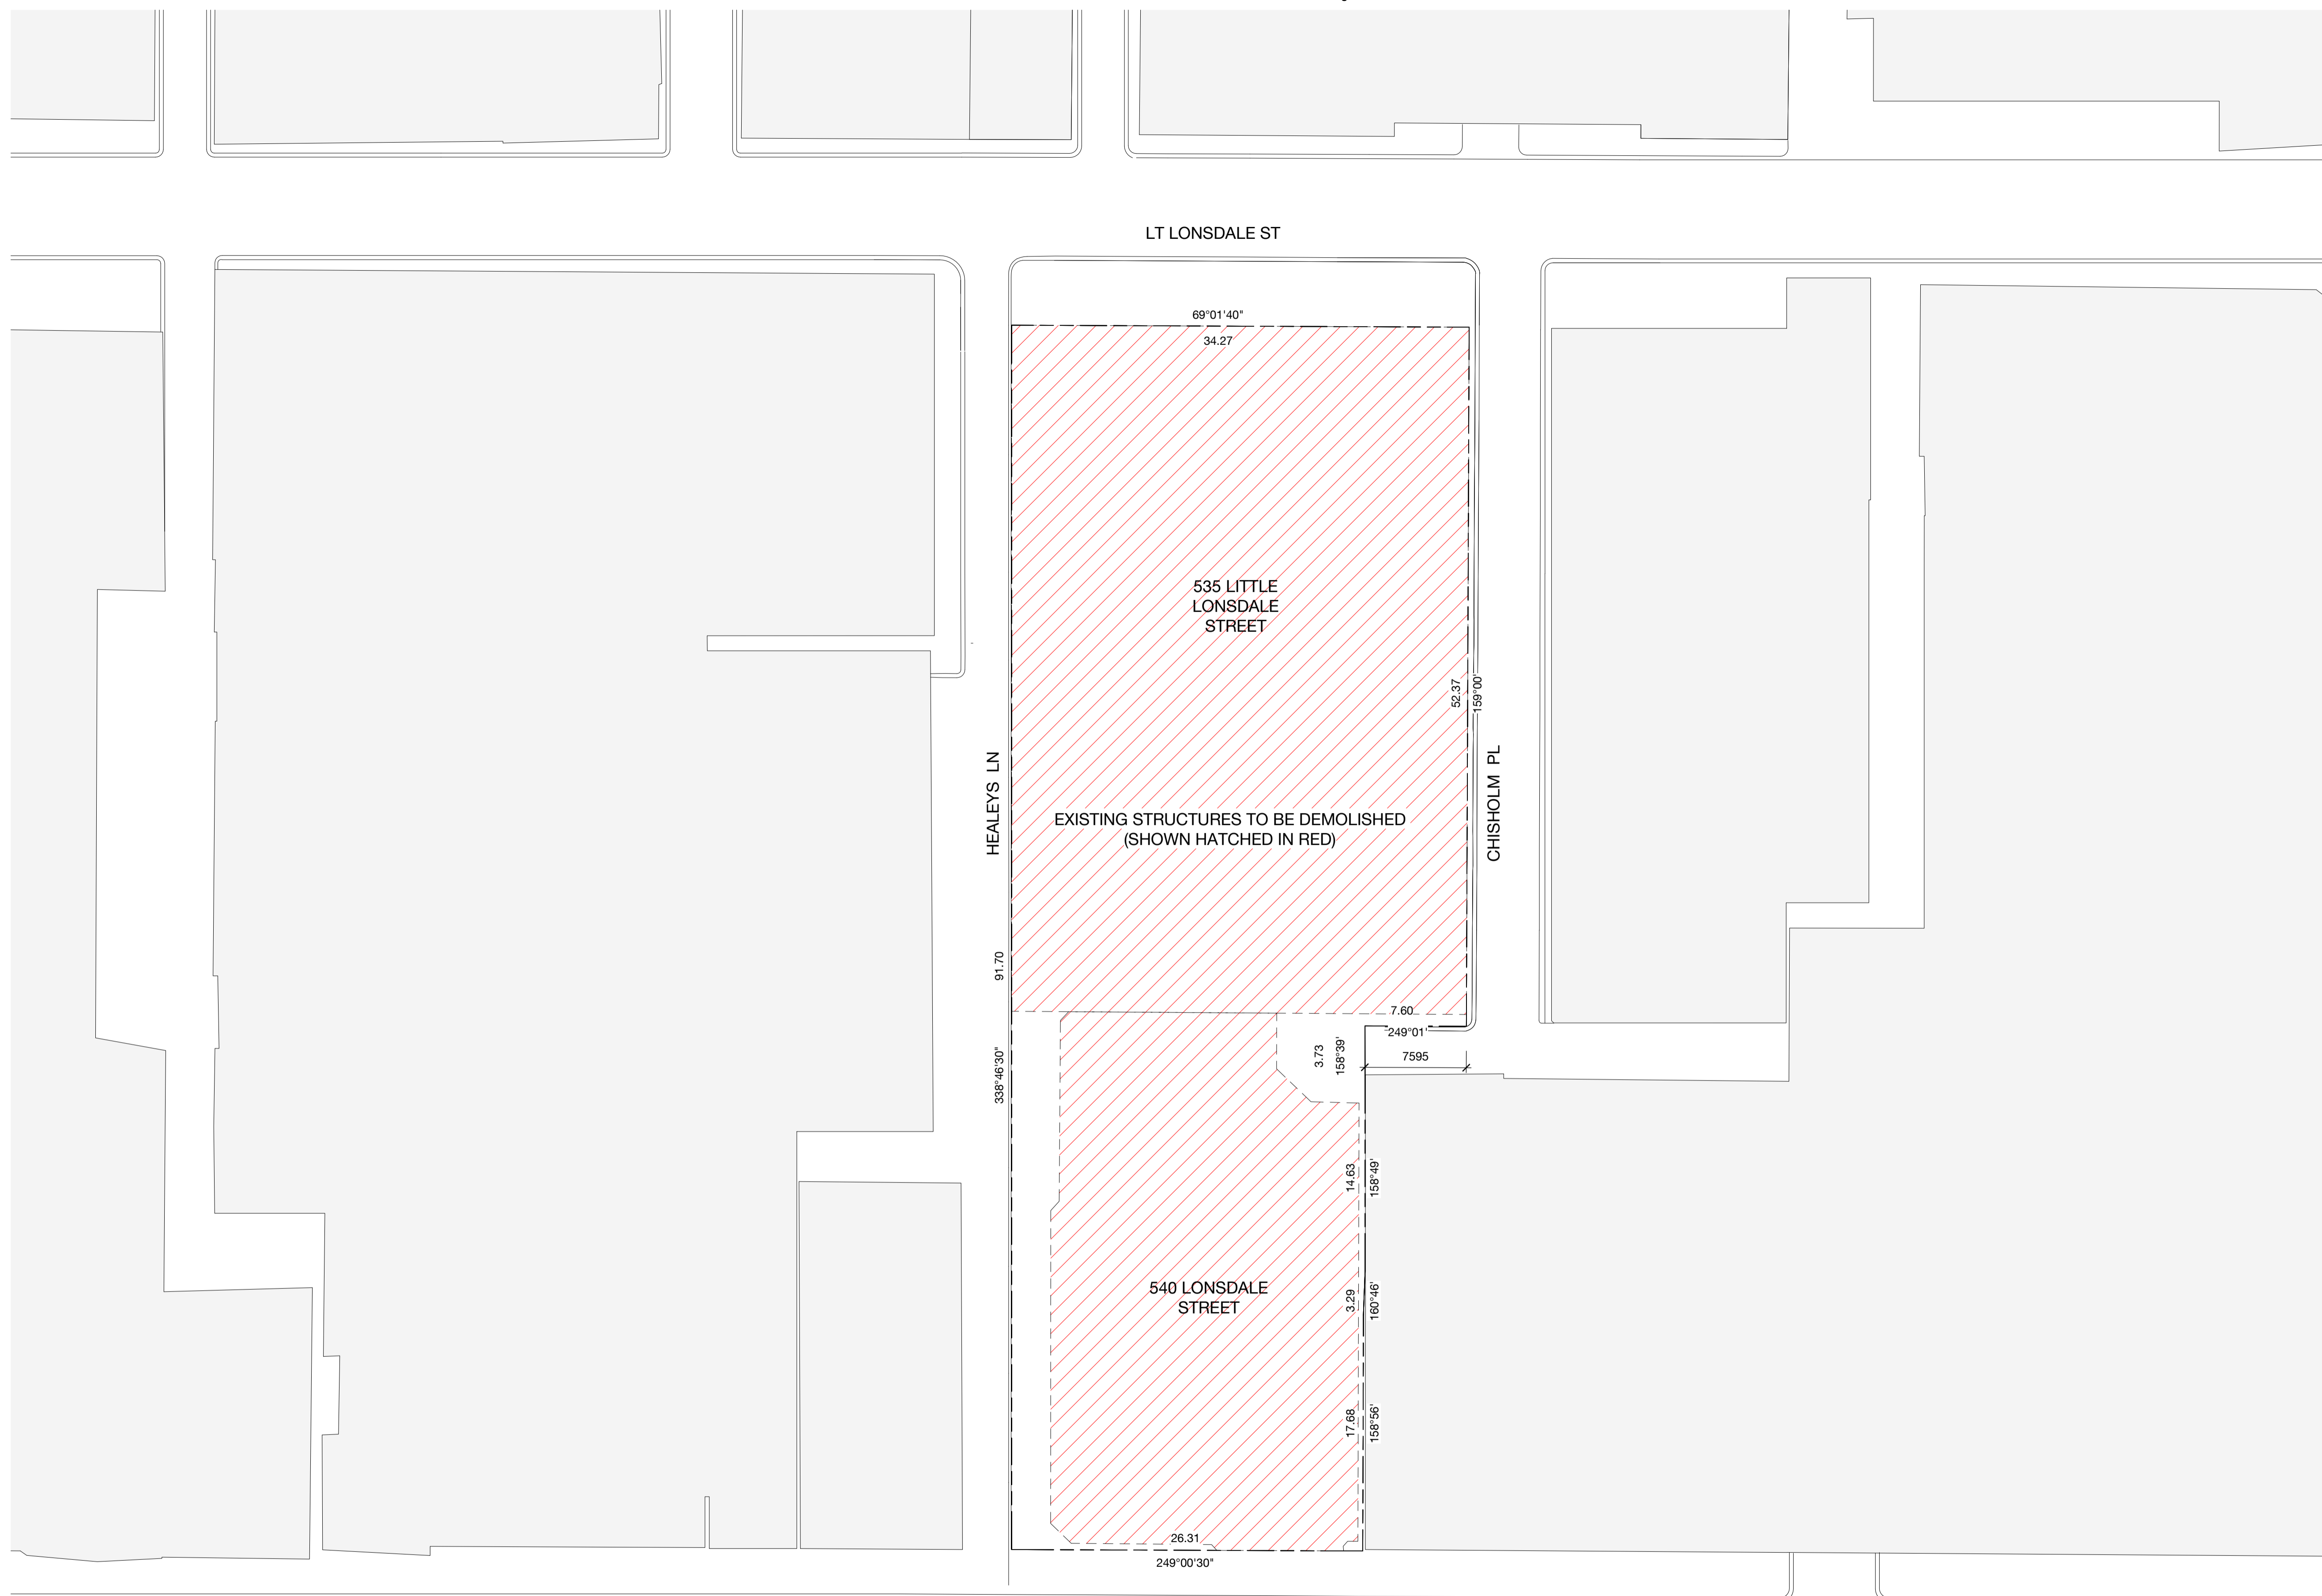 LT LONSDALE ST
69°01'40"
34.27
535 LITTLE
LONSDALE
STREET
52.37
159°00'
HEALEYS LN
CHISHOLM PL
EXISTING STRUCTURES TO BE DEMOLISHED
(SHOWN HATCHED IN RED)
91.70
338°46'30"
7.60
249°01'
7595
3.73
158°39'
14.63
158°49'
540 LONSDALE
STREET
3.29
160°46'
17.68
158°56'
26.31
249°00'30"